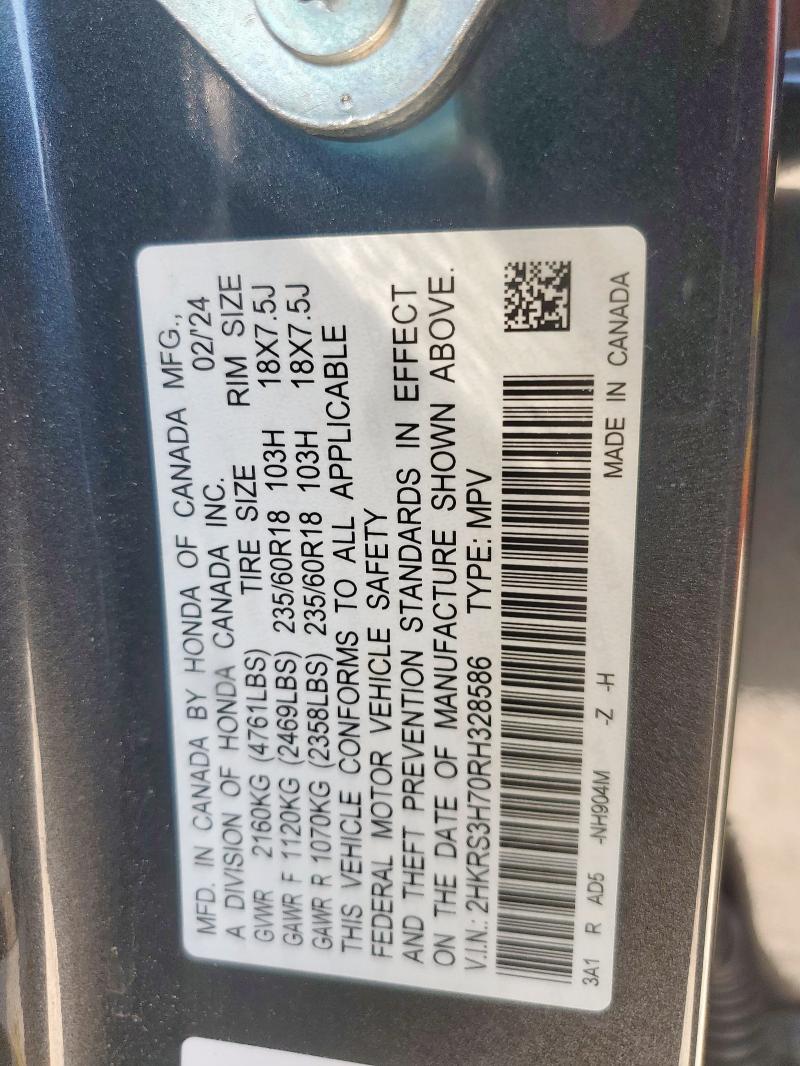 MFD. IN CANADA BY HONDA OF CANADA MFG.,
A DIVISION OF HONDA CANADA INC. 02/'24
GVWR 2160KG (4761LBS) TIRE SIZE RIM SIZE
GAWR F 1120KG (2469LBS) 235/60R18 103H 18X7.5J
GAWR R 1070KG (2358LBS) 235/60R18 103H 18X7.5J
THIS VEHICLE CONFORMS TO ALL APPLICABLE
FEDERAL MOTOR VEHICLE SAFETY
AND THEFT PREVENTION STANDARDS IN EFFECT
ON THE DATE OF MANUFACTURE SHOWN ABOVE.
V.I.N.: 2HKRS3H70RH328586 TYPE: MPV
3A1 R AD5 -NH904M -Z -H MADE IN CANADA